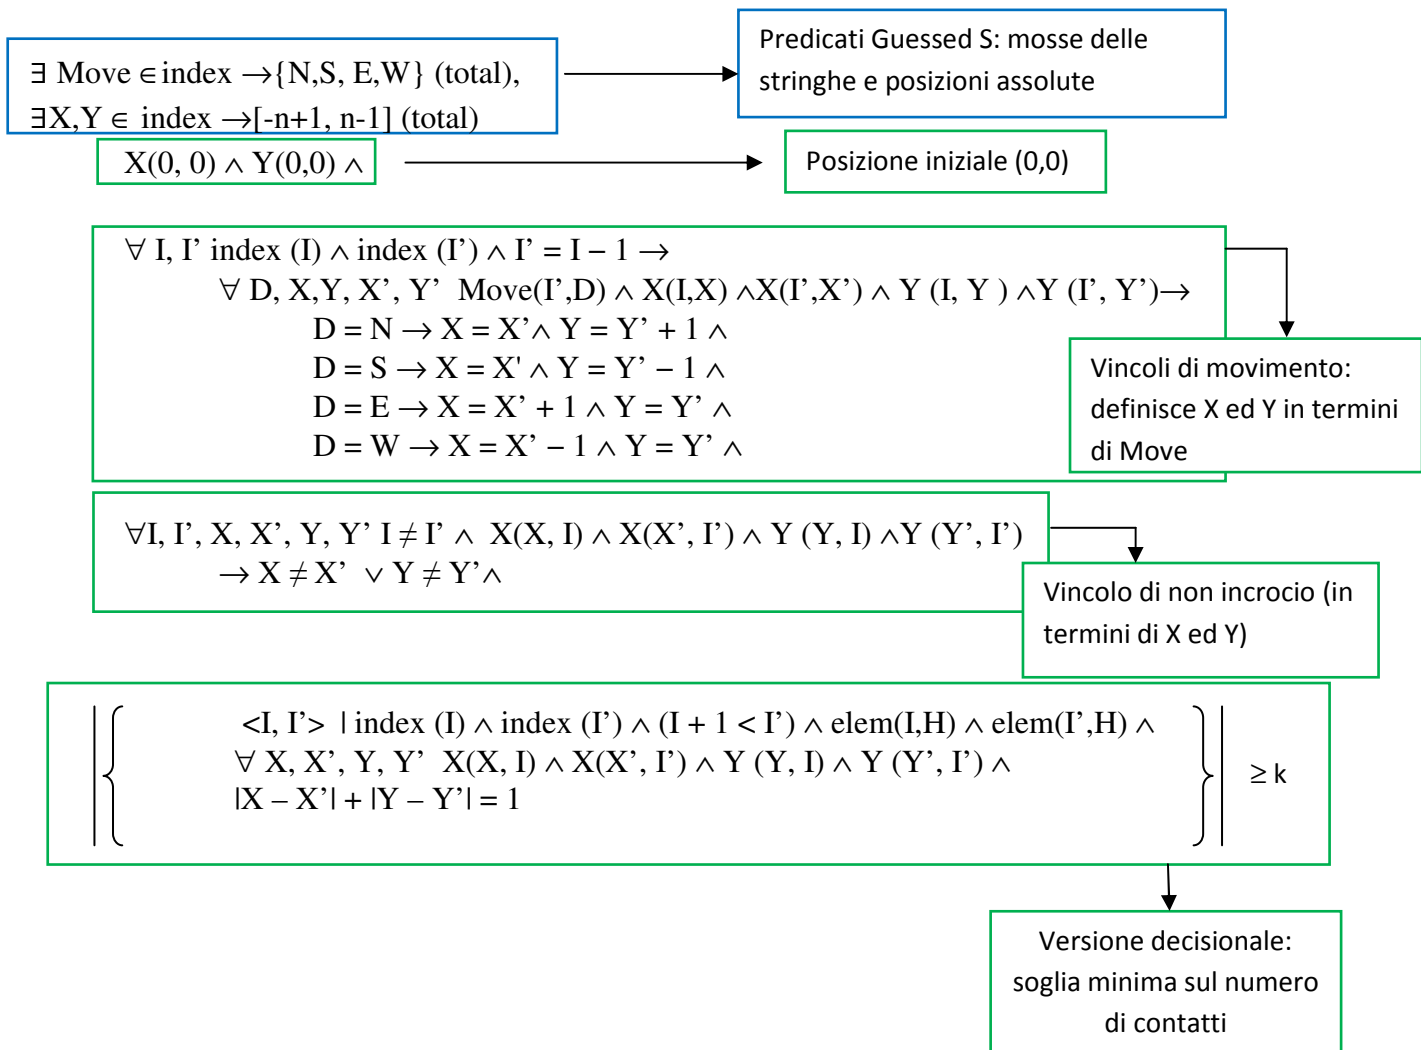 ∃ Move ∈ index →{N,S, E,W} (total),
∃X,Y ∈ index →[-n+1, n-1] (total)
Predicati Guessed S: mosse delle
stringhe e posizioni assolute
X(0, 0) ∧ Y(0,0) ∧
Posizione iniziale (0,0)
∀ I, I’ index (I) ∧ index (I’) ∧ I’ = I – 1 →
∀ D, X,Y, X’, Y’ Move(I’,D) ∧ X(I,X) ∧X(I’,X’) ∧ Y (I, Y ) ∧Y (I’, Y’)→
D = N → X = X’∧ Y = Y’ + 1 ∧
D = S → X = X' ∧ Y = Y’ – 1 ∧
D = E → X = X’ + 1 ∧ Y = Y’ ∧
D = W → X = X’ – 1 ∧ Y = Y’ ∧
Vincoli di movimento:
definisce X ed Y in termini
di Move
∀I, I’, X, X’, Y, Y’ I ≠ I’ ∧ X(X, I) ∧ X(X’, I’) ∧ Y (Y, I) ∧Y (Y’, I’)
→ X ≠ X’ ∨ Y ≠ Y’∧
Vincolo di non incrocio (in
termini di X ed Y)
<I, I’> | index (I) ∧ index (I’) ∧ (I + 1 < I’) ∧ elem(I,H) ∧ elem(I’,H) ∧
∀ X, X’, Y, Y’ X(X, I) ∧ X(X’, I’) ∧ Y (Y, I) ∧ Y (Y’, I’) ∧
|X – X’| + |Y – Y’| = 1
≥ k
Versione decisionale:
soglia minima sul numero
di contatti